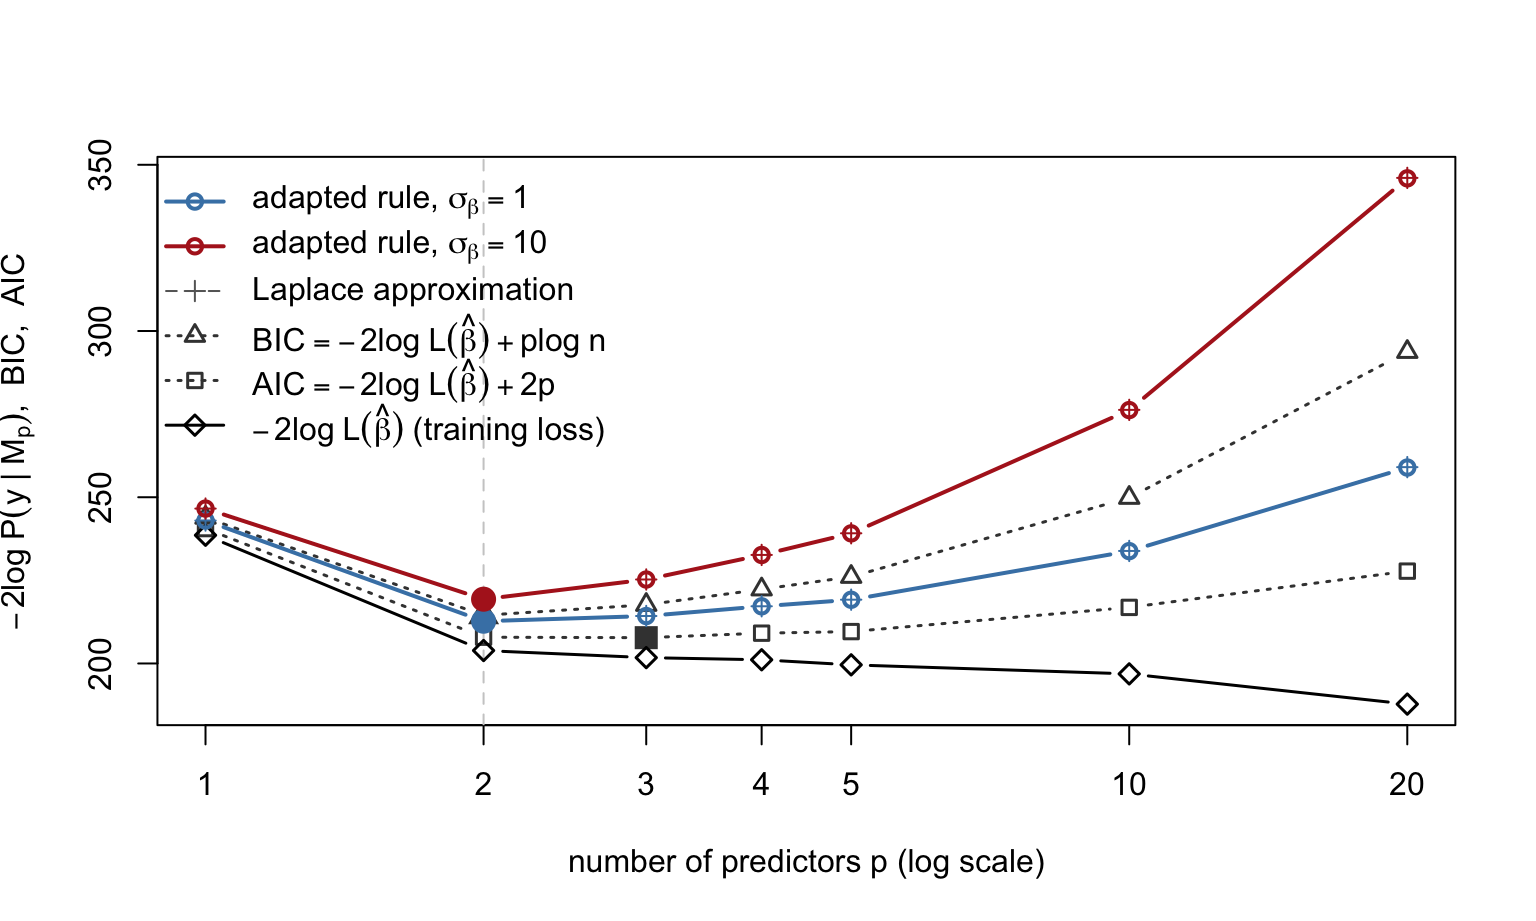 350
300
250
200
−2log P(y | Mₚ), BIC, AIC
adapted rule, σᵦ = 1
adapted rule, σᵦ = 10
Laplace approximation
BIC = −2log L(β̂) + plog n
AIC = −2log L(β̂) + 2p
−2log L(β̂) (training loss)
1 2 3 4 5 10 20
number of predictors p (log scale)